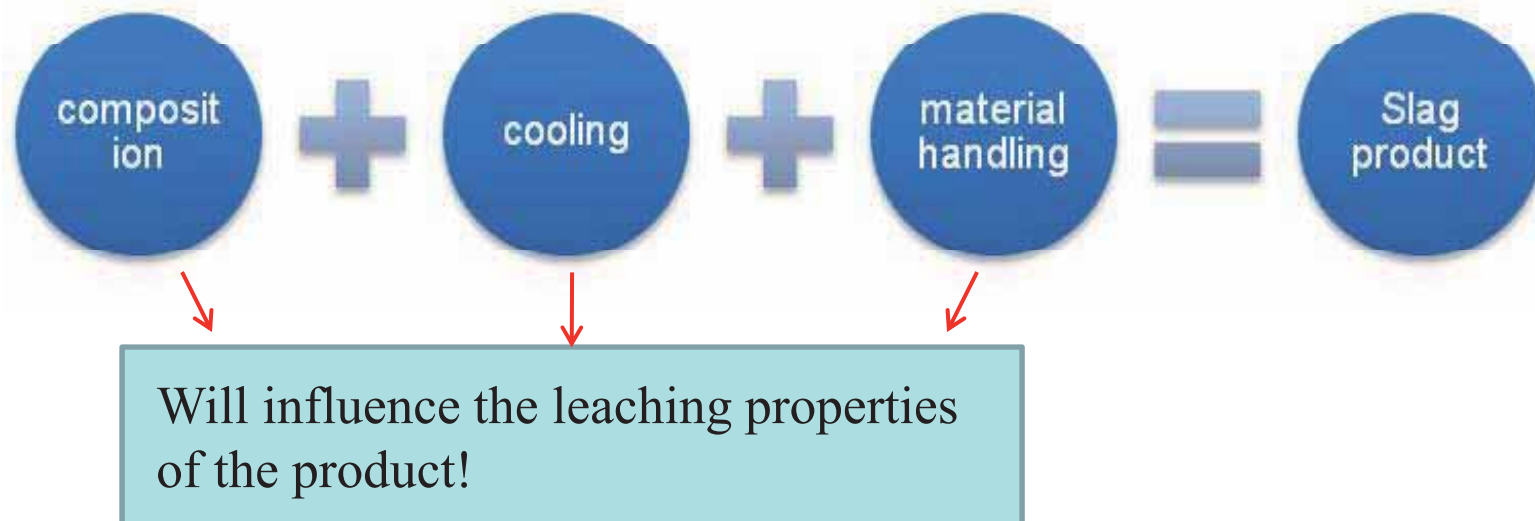 composit
ion
cooling
material
handling
Slag
product
Will influence the leaching properties
of the product!